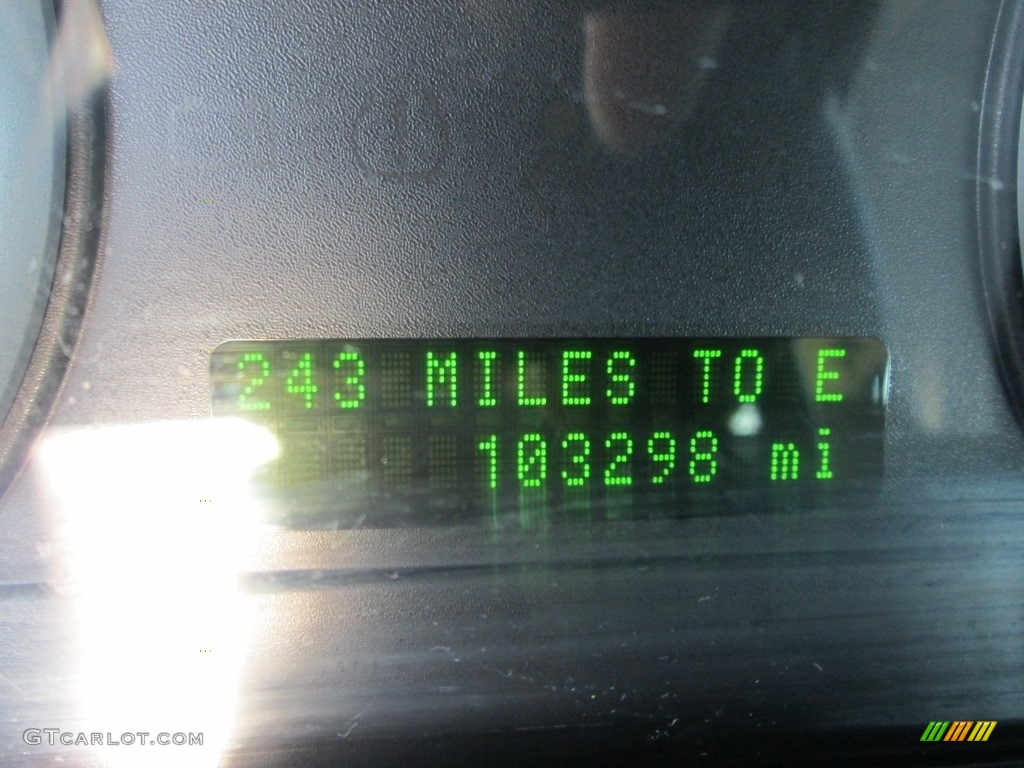 243 MILES TO E
103298 mi
GTCARLOT.COM